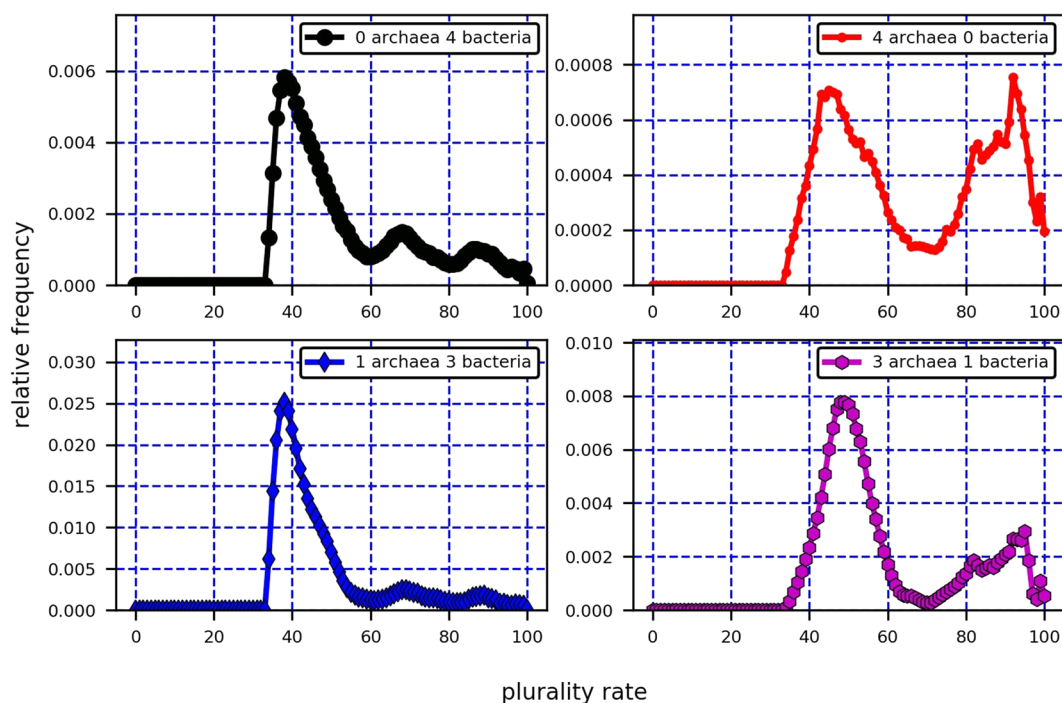 0 archaea 4 bacteria
0.006
0.004
0.002
0.000
0 20 40 60 80 100
4 archaea 0 bacteria
0.0008
0.0006
0.0004
0.0002
0.0000
0 20 40 60 80 100
1 archaea 3 bacteria
0.030
0.025
0.020
0.015
0.010
0.005
0.000
0 20 40 60 80 100
3 archaea 1 bacteria
0.010
0.008
0.006
0.004
0.002
0.000
0 20 40 60 80 100
relative frequency
plurality rate